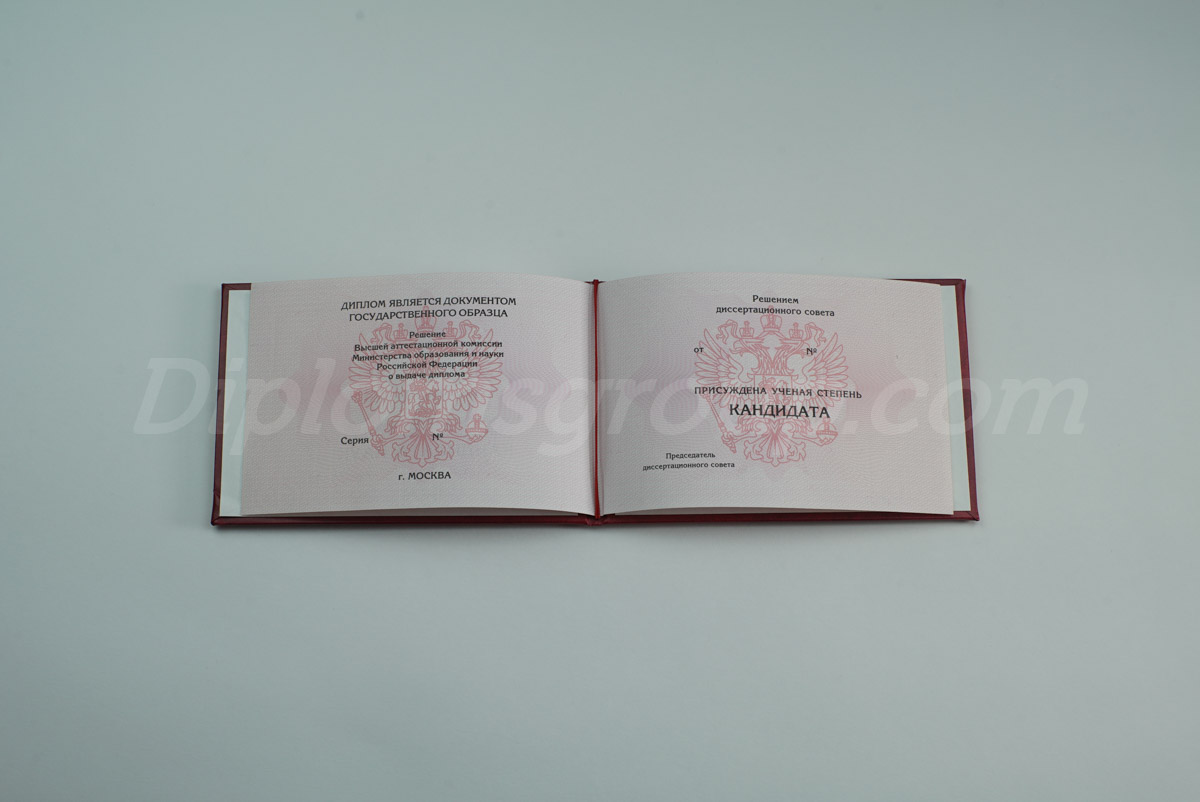 ДИПЛОМ ЯВЛЯЕТСЯ ДОКУМЕНТОМ
ГОСУДАРСТВЕННОГО ОБРАЗЦА
Решение
Высшей аттестационной комиссии
Министерства образования и науки
Российской Федерации
о выдаче диплома
Серия №
г. МОСКВА
Решением
диссертационного совета
от №
ПРИСУЖДЕНА УЧЕНАЯ СТЕПЕНЬ
КАНДИДАТА
Председатель
диссертационного совета